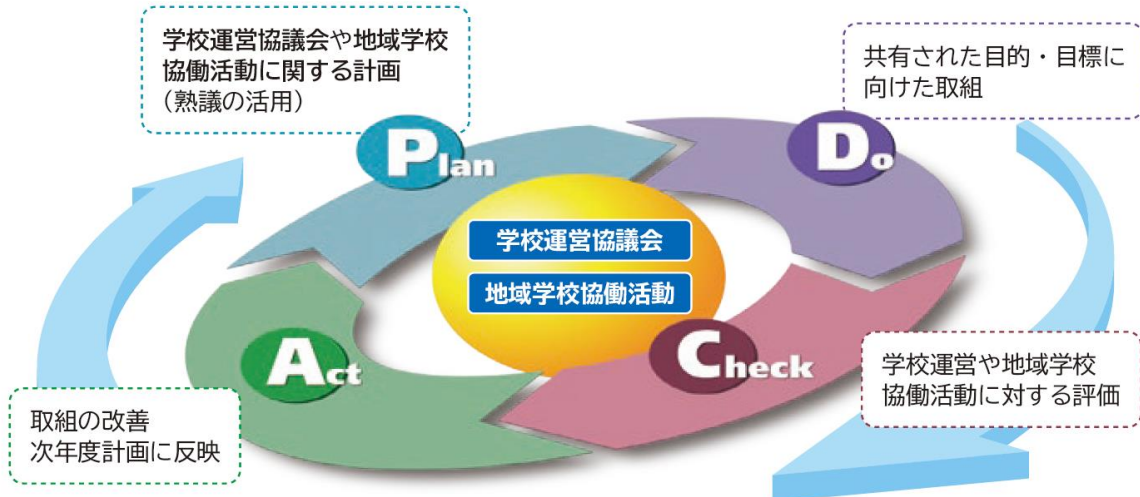 学校運営協議会や地域学校
協働活動に関する計画
（熟議の活用）
Plan
共有された目的・目標に
向けた取組
Do
学校運営協議会
地域学校協働活動
Check
学校運営や地域学校
協働活動に対する評価
Act
取組の改善
次年度計画に反映